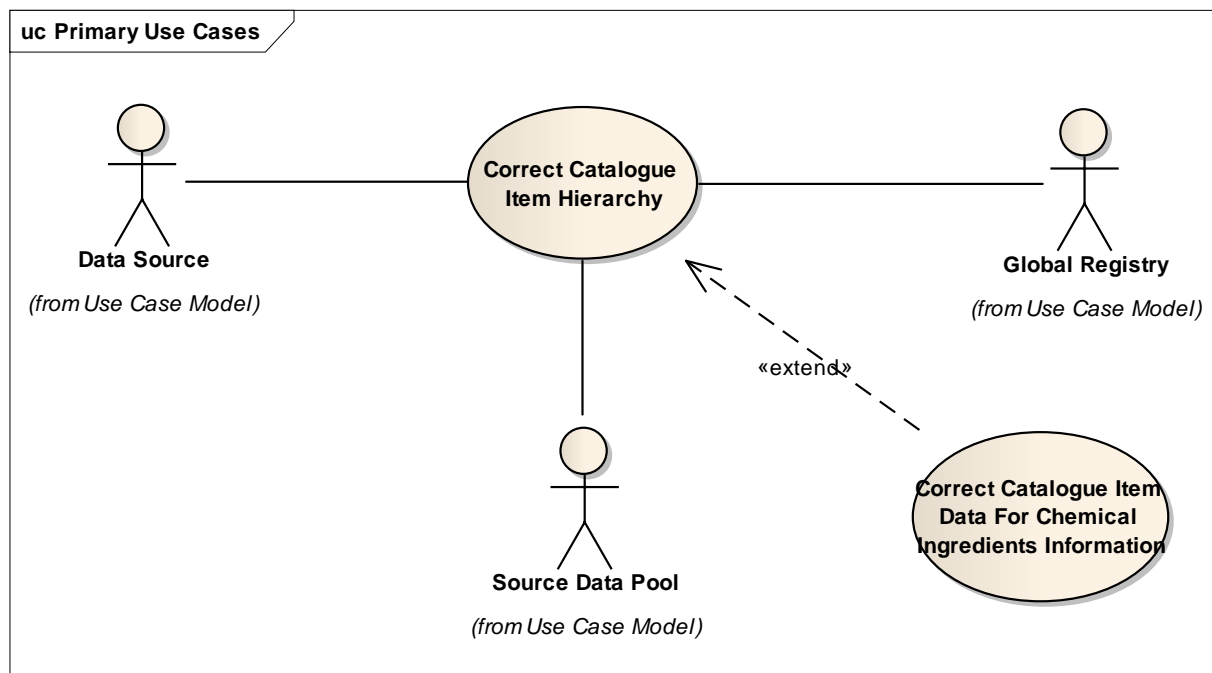 uc Primary Use Cases
Correct Catalogue
Item Hierarchy
Data Source
(from Use Case Model)
Global Registry
(from Use Case Model)
«extend»
Source Data Pool
(from Use Case Model)
Correct Catalogue Item
Data For Chemical
Ingredients Information